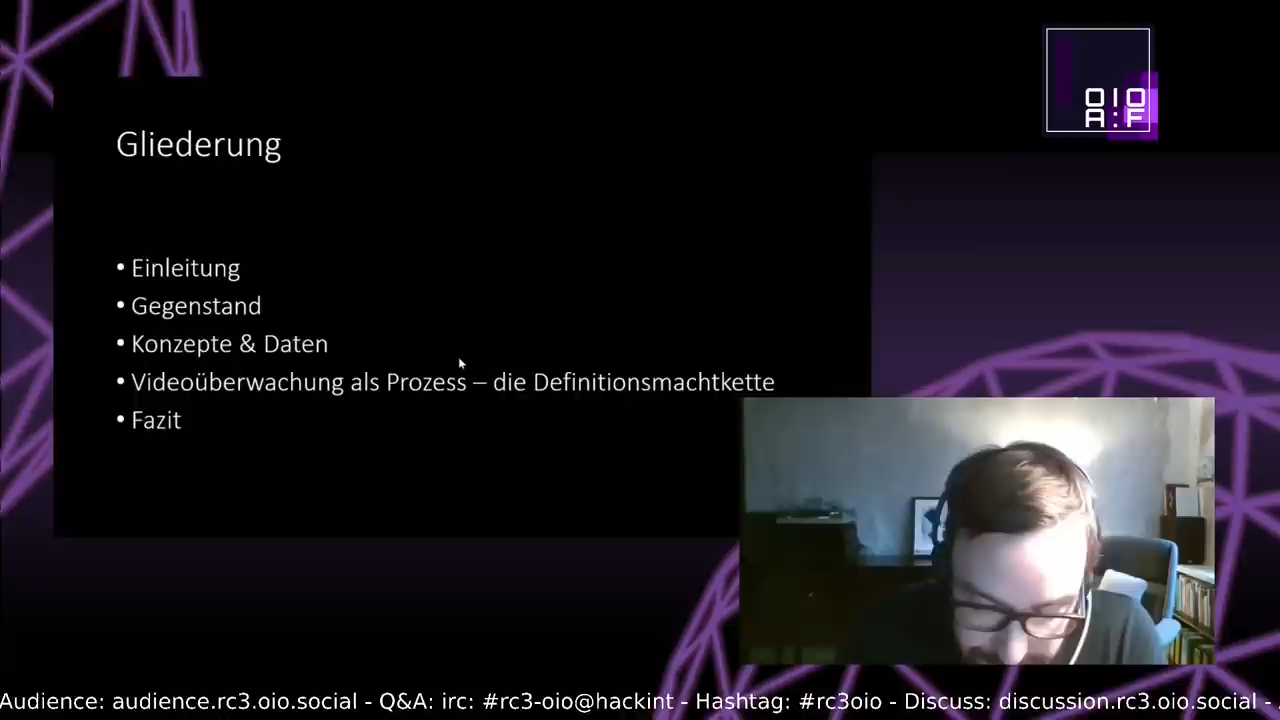 OIO
A:F
Gliederung
• Einleitung
• Gegenstand
• Konzepte & Daten
• Videoüberwachung als Prozess – die Definitionsmachtkette
• Fazit
Audience: audience.rc3.oio.social - Q&A: irc: #rc3-oio@hackint - Hashtag: #rc3oio - Discuss: discussion.rc3.oio.social -